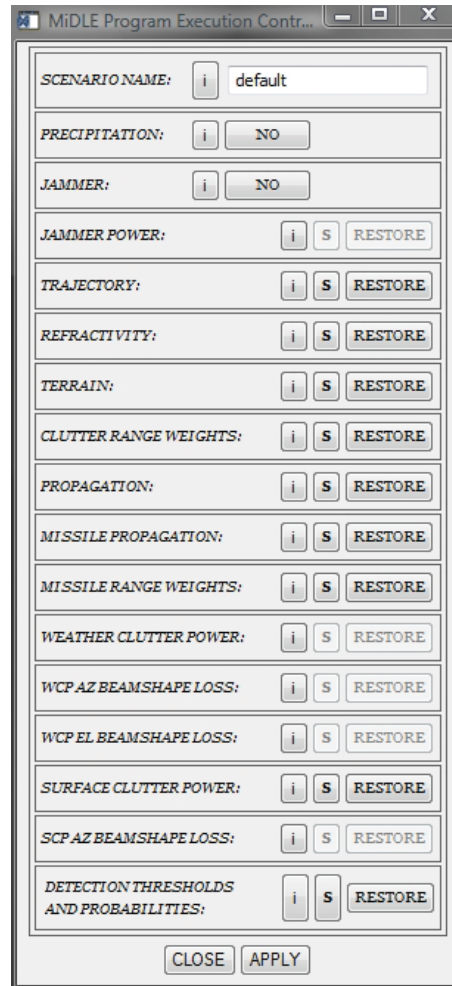 MiDLE Program Execution Contr...
SCENARIO NAME: i default
PRECIPITATION: i NO
JAMMER: i NO
JAMMER POWER: i S RESTORE
TRAJECTORY: i S RESTORE
REFRACTIVITY: i S RESTORE
TERRAIN: i S RESTORE
CLUTTER RANGE WEIGHTS: i S RESTORE
PROPAGATION: i S RESTORE
MISSILE PROPAGATION: i S RESTORE
MISSILE RANGE WEIGHTS: i S RESTORE
WEATHER CLUTTER POWER: i S RESTORE
WCP AZ BEAMSHAPE LOSS: i S RESTORE
WCP EL BEAMSHAPE LOSS: i S RESTORE
SURFACE CLUTTER POWER: i S RESTORE
SCP AZ BEAMSHAPE LOSS: i S RESTORE
DETECTION THRESHOLDS
AND PROBABILITIES: i S RESTORE
CLOSE APPLY